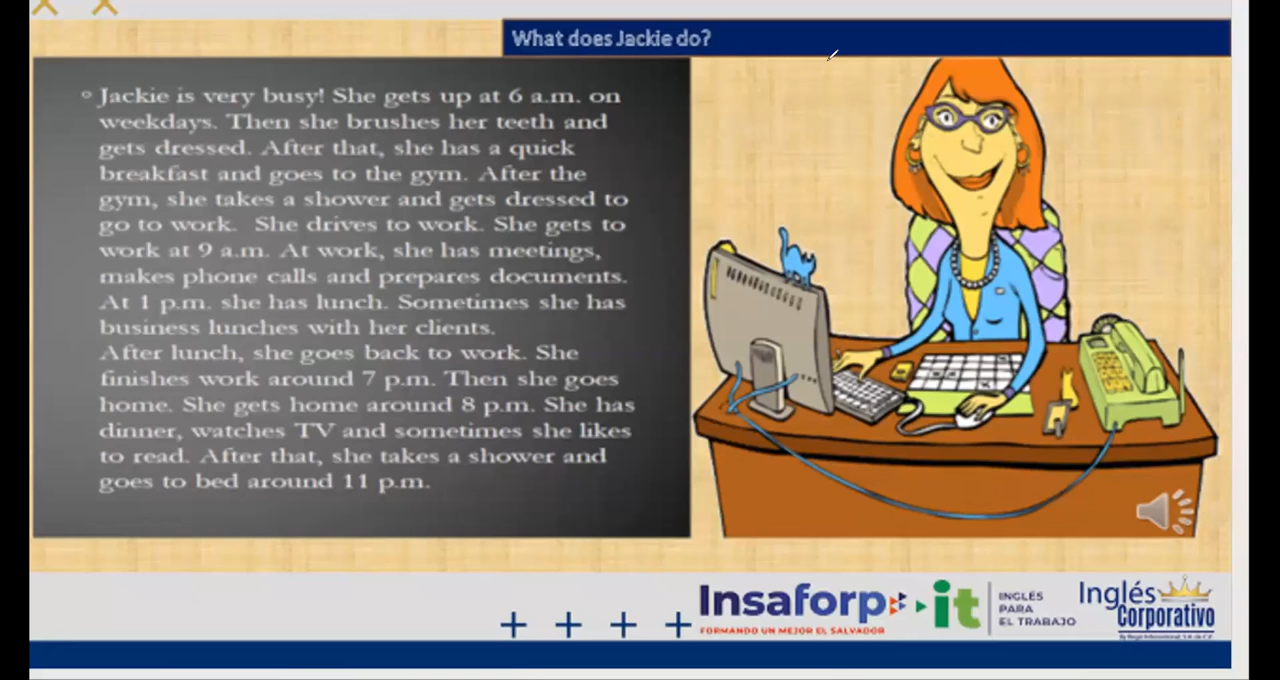 What does Jackie do?
Jackie is very busy! She gets up at 6 a.m. on
weekdays. Then she brushes her teeth and
gets dressed. After that, she has a quick
breakfast and goes to the gym. After the
gym, she takes a shower and gets dressed to
go to work. She drives to work. She gets to
work at 9 a.m. At work, she has meetings,
makes phone calls and prepares documents.
At 1 p.m. she has lunch. Sometimes she has
business lunches with her clients.
After lunch, she goes back to work. She
finishes work around 7 p.m. Then she goes
home. She gets home around 8 p.m. She has
dinner, watches TV and sometimes she likes
to read. After that, she takes a shower and
goes to bed around 11 p.m.
Insaforp
FORMANDO UN MEJOR EL SALVADOR
it
INGLÉS
PARA
EL TRABAJO
Inglés
Corporativo